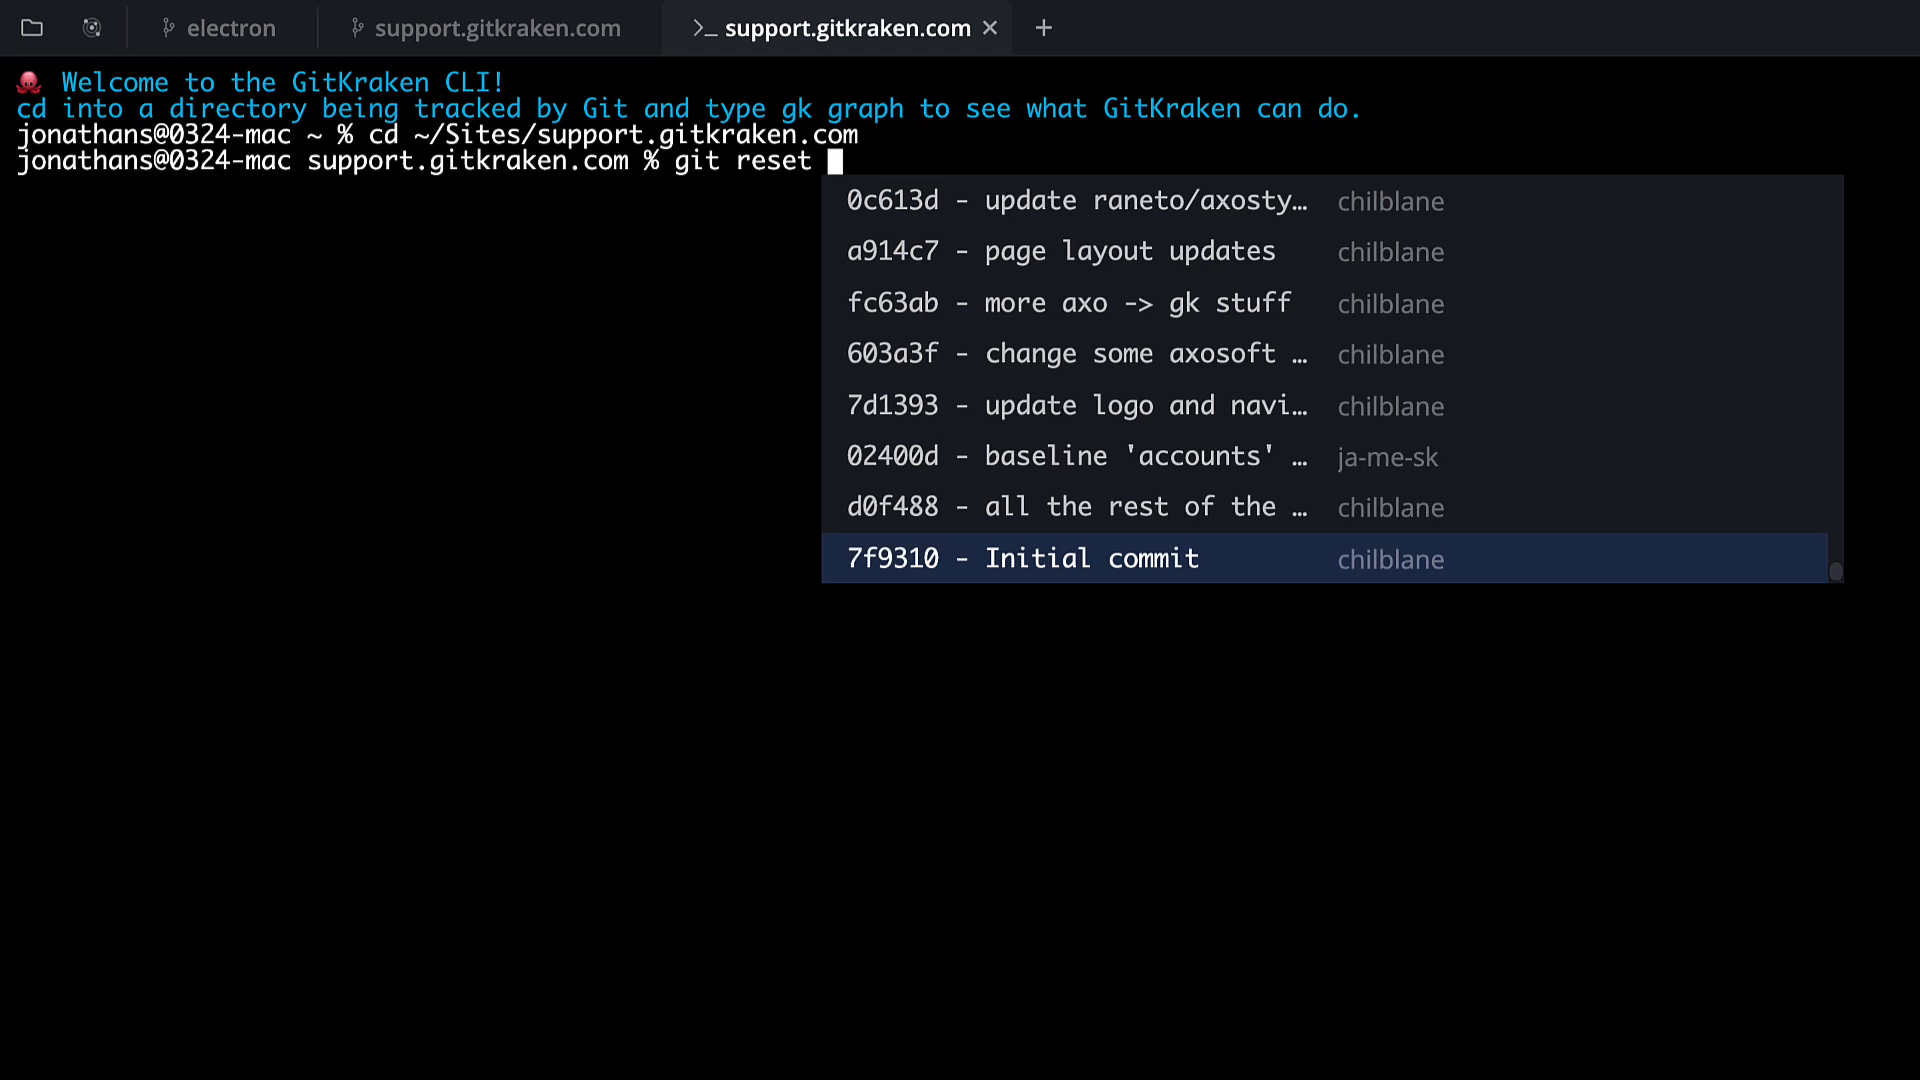 electron
support.gitkraken.com
>_ support.gitkraken.com × +
Welcome to the GitKraken CLI!
cd into a directory being tracked by Git and type gk graph to see what GitKraken can do.
jonathans@0324-mac ~ % cd ~/Sites/support.gitkraken.com
jonathans@0324-mac support.gitkraken.com % git reset
0c613d - update raneto/axosty… chilblane
a914c7 - page layout updates chilblane
fc63ab - more axo -> gk stuff chilblane
603a3f - change some axosoft … chilblane
7d1393 - update logo and navi… chilblane
02400d - baseline 'accounts' … ja-me-sk
d0f488 - all the rest of the … chilblane
7f9310 - Initial commit chilblane